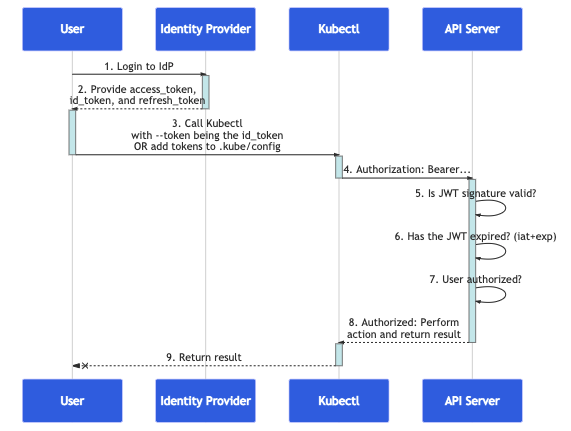 User
Identity Provider
Kubectl
API Server
1. Login to IdP
2. Provide access_token,
id_token, and refresh_token
3. Call Kubectl
with --token being the id_token
OR add tokens to .kube/config
4. Authorization: Bearer...
5. Is JWT signature valid?
6. Has the JWT expired? (iat+exp)
7. User authorized?
8. Authorized: Perform
action and return result
9. Return result
User
Identity Provider
Kubectl
API Server